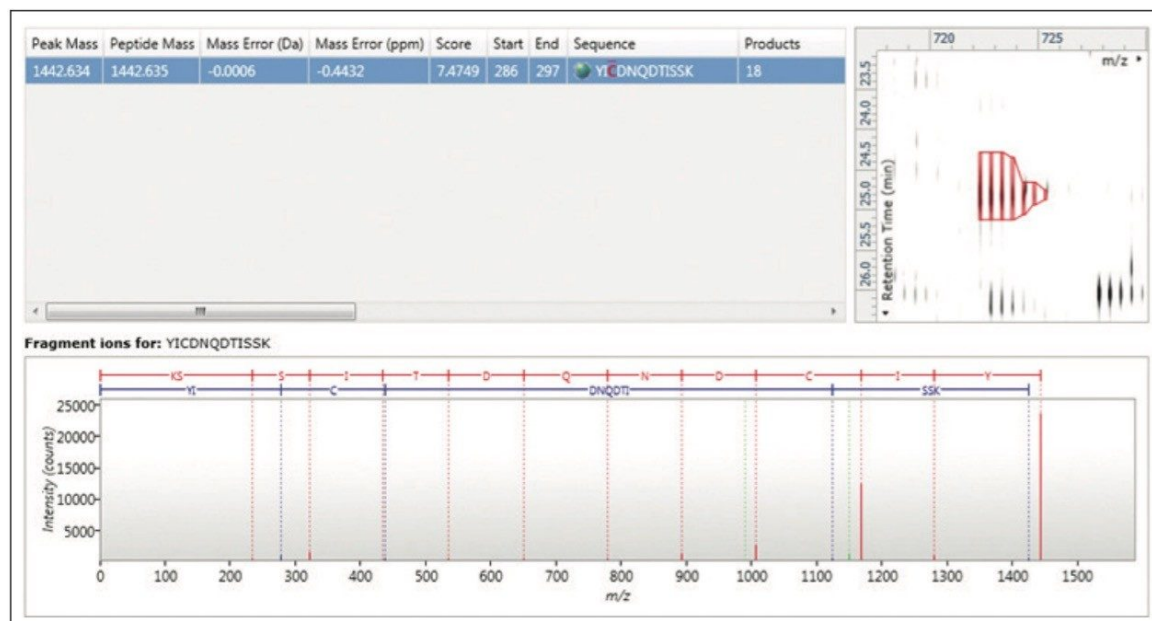 Peak Mass Peptide Mass Mass Error (Da) Mass Error (ppm) Score Start End Sequence Products
1442.634 1442.635 -0.0006 -0.4432 7.4749 286 297 YICDNQDTISSK 18
720 725
m/z
23.5
24.0
24.5
25.0
25.5
26.0
Retention Time (min)
Fragment ions for: YICDNQDTISSK
KS S I T D Q N D C I Y
YI C DNQDTI SSK
25000
20000
15000
10000
5000
Intensity (counts)
0 100 200 300 400 500 600 700 800 900 1000 1100 1200 1300 1400 1500
m/z